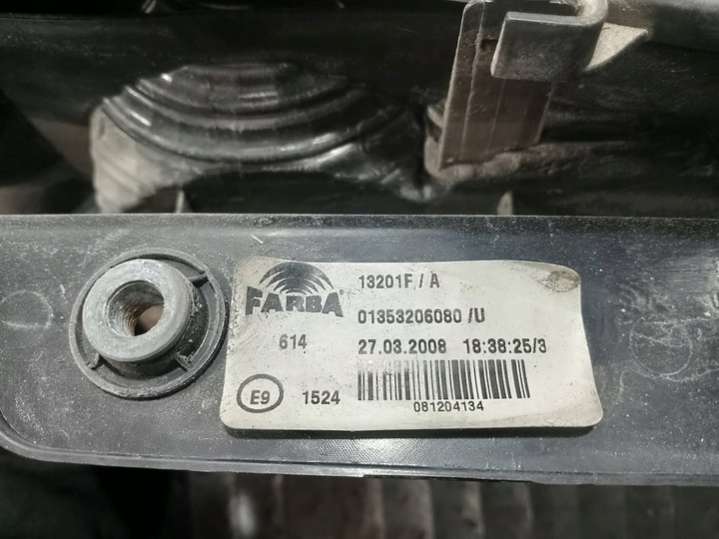 FARBA
13201F / A
01353206080 /U
614
27.03.2008 18:38:25/3
E9
1524
081204134